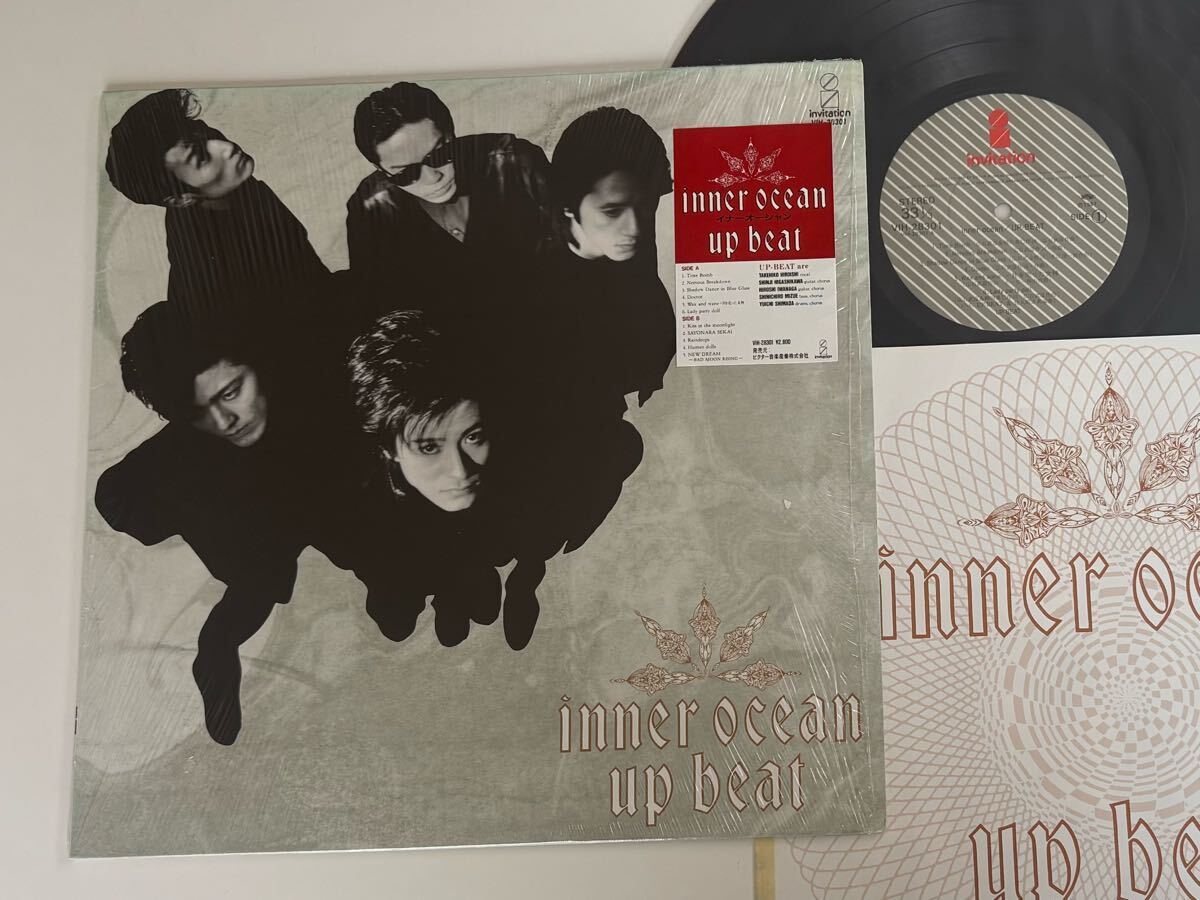 invitation
VIH-28301
inner ocean
イナーオーシャン
up beat
SIDE A
1. Time Bomb
2. Nervous Breakdown
3. Shadow Dance in Blue Glass
4. Doctor
5. Wax and wane
6. Lady party doll
SIDE B
1. Kiss in the moonlight
2. SAYONARA SEKAI
3. Raindrops
4. Human dolls
5. NEW DREAM
—BAD MOON RISING—
UP-BEAT are
TAKEHIKO HIROISHI vocal
SHINJI HIGASHIKAWA guitar, chorus
HIROSHI IWANAGA guitar, chorus
SHINICHIRO MIZUE bass, chorus
YUICHI SHIMADA drums, chorus
VIH-28301 ¥2,800
発売元:
ビクター音楽産業株式会社
invitation
inner ocean
up beat
invitation
STEREO
33 1/3
VIH-28301
SIDE 1
inner ocean · UP-BEAT
UP-BEAT
inner oc
up be